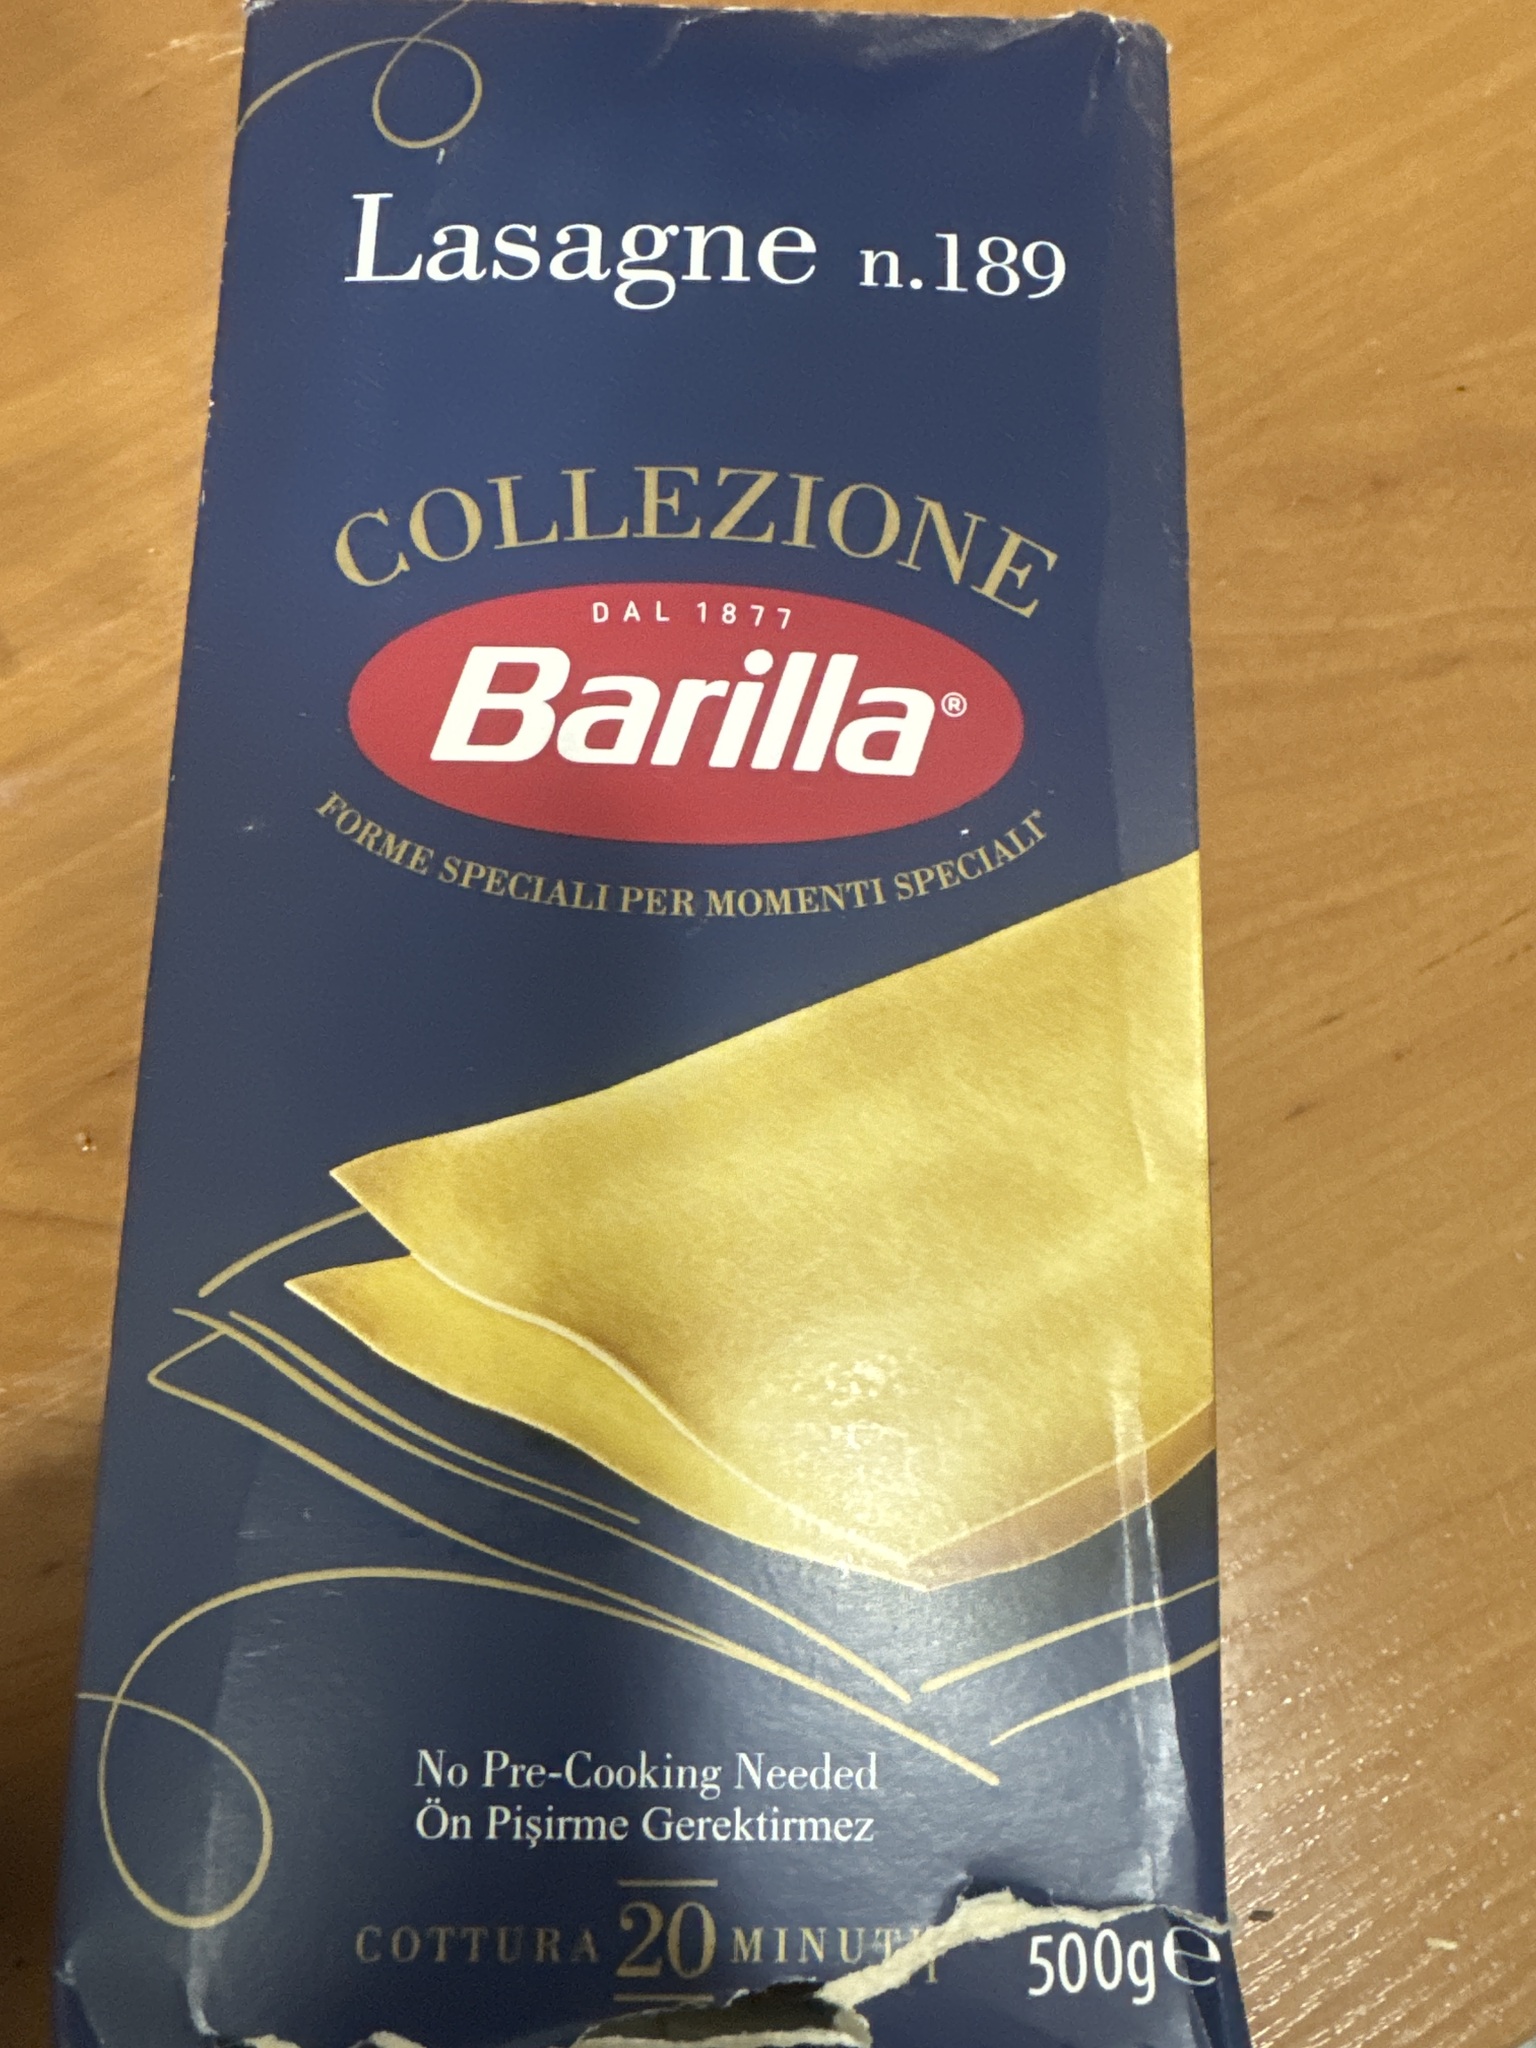 Lasagne n.189
COLLEZIONE
DAL 1877
Barilla®
FORME SPECIALI PER MOMENTI SPECIALI*
No Pre-Cooking Needed
Ön Pişirme Gerektirmez
COTTURA 20 MINUTI
500g℮